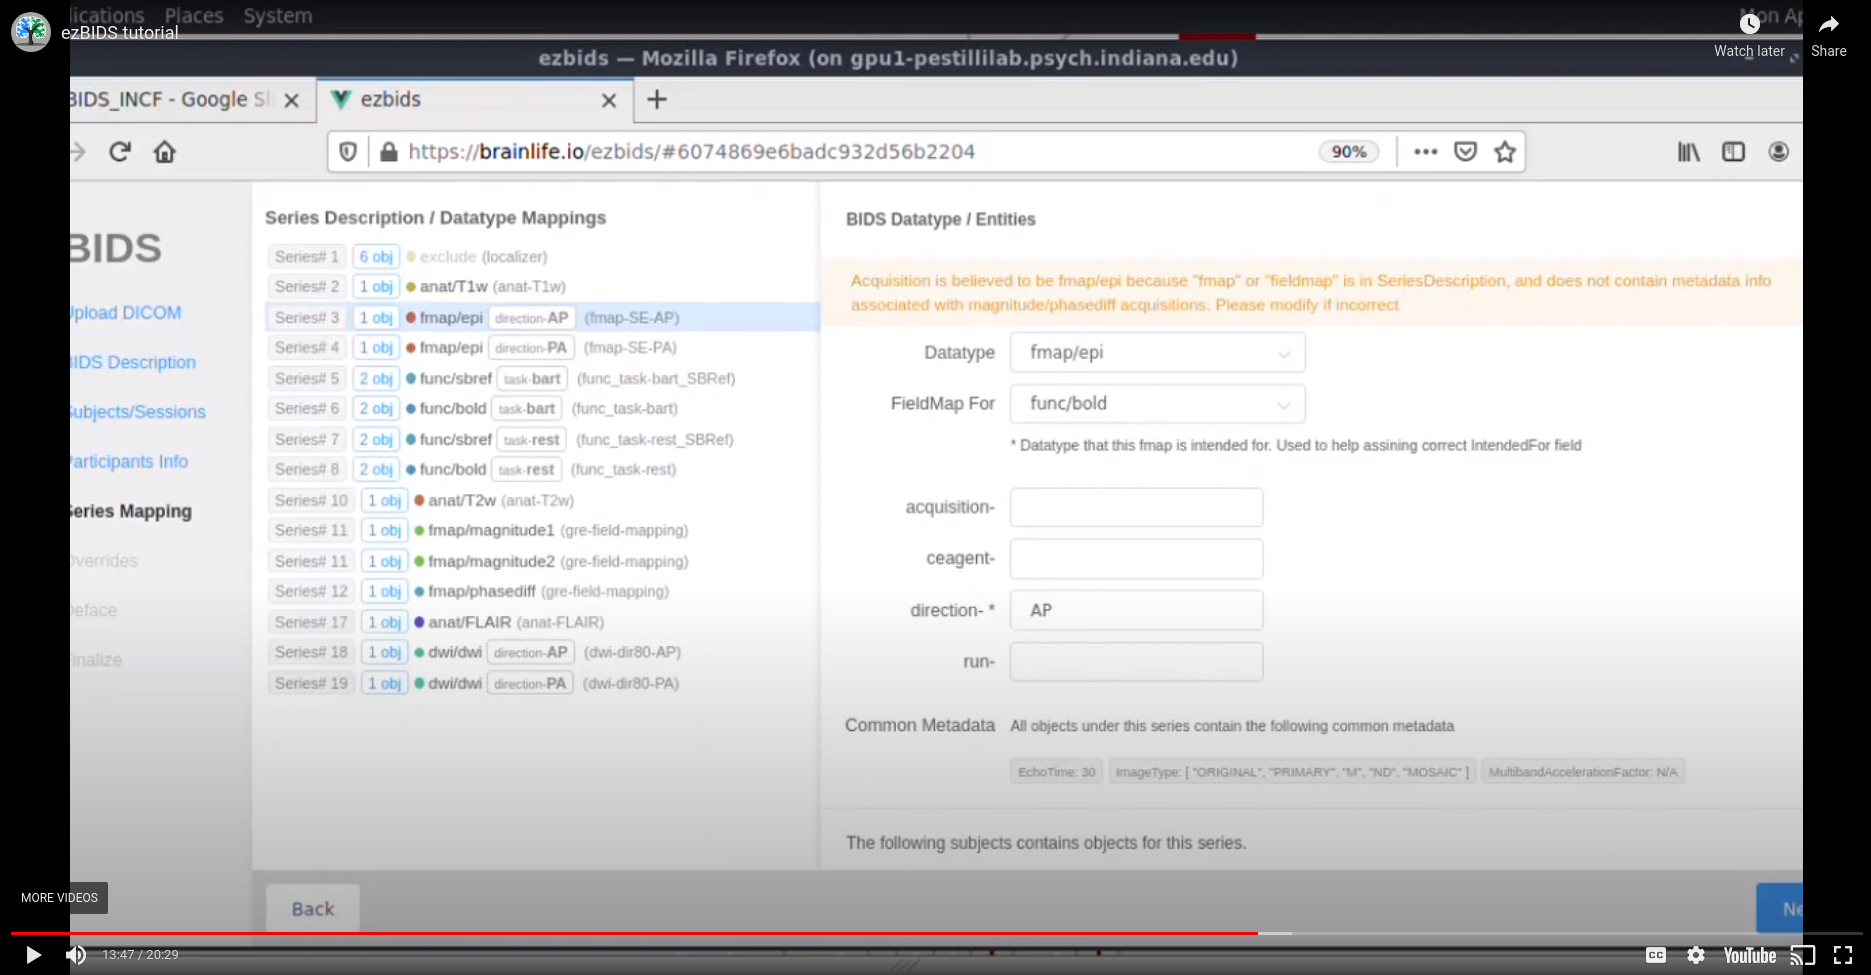 lications Places System
Mon Ap
ezBIDS tutorial
Watch later
Share
ezbids — Mozilla Firefox (on gpu1-pestillilab.psych.indiana.edu)
BIDS_INCF - Google Sli
ezbids
https://brainlife.io/ezbids/#6074869e6badc932d56b2204
90%
BIDS
Upload DICOM
BIDS Description
Subjects/Sessions
Participants Info
Series Mapping
Overrides
Deface
Finalize
Series Description / Datatype Mappings
Series# 1 6 obj exclude (localizer)
Series# 2 1 obj anat/T1w (anat-T1w)
Series# 3 1 obj fmap/epi direction-AP (fmap-SE-AP)
Series# 4 1 obj fmap/epi direction-PA (fmap-SE-PA)
Series# 5 2 obj func/sbref task-bart (func_task-bart_SBRef)
Series# 6 2 obj func/bold task-bart (func_task-bart)
Series# 7 2 obj func/sbref task-rest (func_task-rest_SBRef)
Series# 8 2 obj func/bold task-rest (func_task-rest)
Series# 10 1 obj anat/T2w (anat-T2w)
Series# 11 1 obj fmap/magnitude1 (gre-field-mapping)
Series# 11 1 obj fmap/magnitude2 (gre-field-mapping)
Series# 12 1 obj fmap/phasediff (gre-field-mapping)
Series# 17 1 obj anat/FLAIR (anat-FLAIR)
Series# 18 1 obj dwi/dwi direction-AP (dwi-dir80-AP)
Series# 19 1 obj dwi/dwi direction-PA (dwi-dir80-PA)
BIDS Datatype / Entities
Acquisition is believed to be fmap/epi because "fmap" or "fieldmap" is in SeriesDescription, and does not contain metadata info
associated with magnitude/phasediff acquisitions. Please modify if incorrect
Datatype fmap/epi
FieldMap For func/bold
* Datatype that this fmap is intended for. Used to help assining correct IntendedFor field
acquisition-
ceagent-
direction- * AP
run-
Common Metadata All objects under this series contain the following common metadata
EchoTime: 30 ImageType: [ "ORIGINAL", "PRIMARY", "M", "ND", "MOSAIC" ] MultibandAccelerationFactor: N/A
The following subjects contains objects for this series.
Back
Ne
MORE VIDEOS
13:47 / 20:29
CC
YouTube